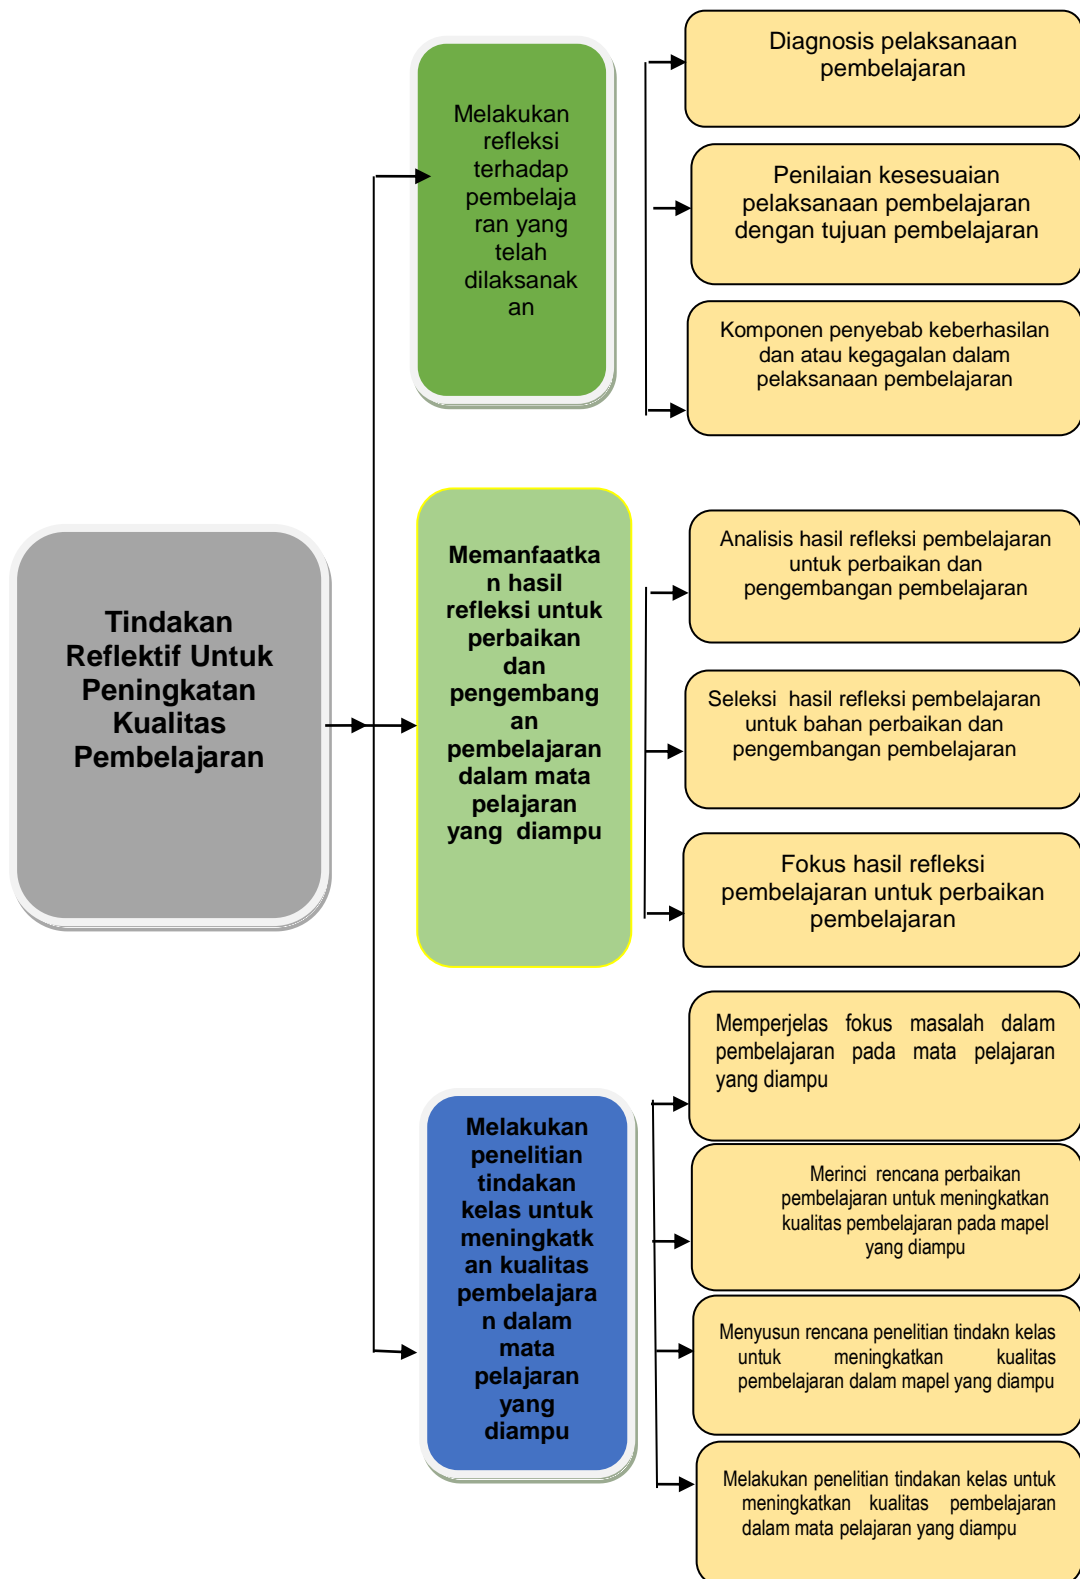 Tindakan
Reflektif Untuk
Peningkatan
Kualitas
Pembelajaran
Melakukan
refleksi
terhadap
pembelaja
ran yang
telah
dilaksanak
an
Diagnosis pelaksanaan
pembelajaran
Penilaian kesesuaian
pelaksanaan pembelajaran
dengan tujuan pembelajaran
Komponen penyebab keberhasilan
dan atau kegagalan dalam
pelaksanaan pembelajaran
Memanfaatka
n hasil
refleksi untuk
perbaikan
dan
pengembang
an
pembelajaran
dalam mata
pelajaran
yang diampu
Analisis hasil refleksi pembelajaran
untuk perbaikan dan
pengembangan pembelajaran
Seleksi hasil refleksi pembelajaran
untuk bahan perbaikan dan
pengembangan pembelajaran
Fokus hasil refleksi
pembelajaran untuk perbaikan
pembelajaran
Melakukan
penelitian
tindakan
kelas untuk
meningkatk
an kualitas
pembelajara
n dalam
mata
pelajaran
yang
diampu
Memperjelas fokus masalah dalam
pembelajaran pada mata pelajaran
yang diampu
Merinci rencana perbaikan
pembelajaran untuk meningkatkan
kualitas pembelajaran pada mapel
yang diampu
Menyusun rencana penelitian tindakn kelas
untuk meningkatkan kualitas
pembelajaran dalam mapel yang diampu
Melakukan penelitian tindakan kelas untuk
meningkatkan kualitas pembelajaran
dalam mata pelajaran yang diampu